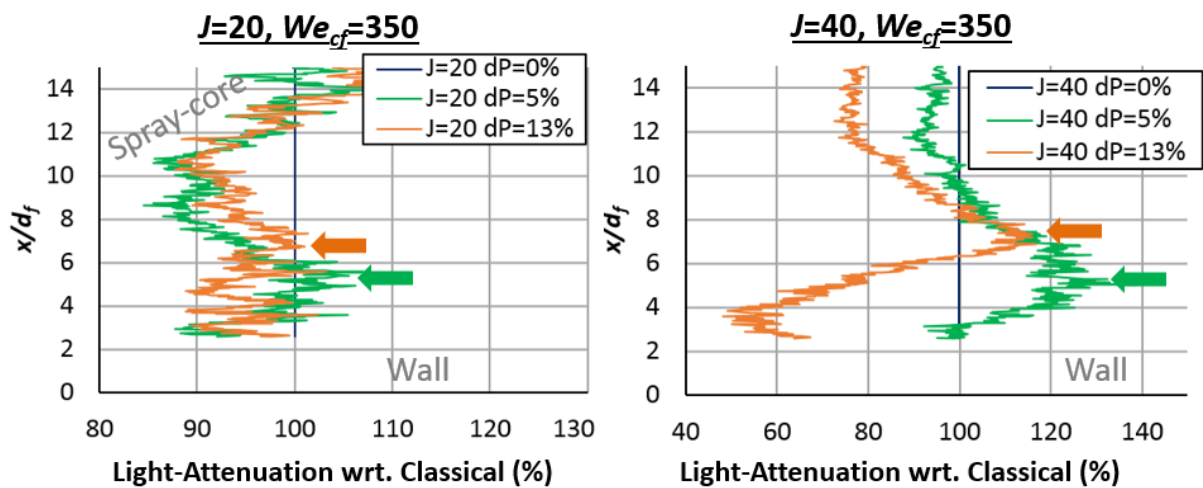 J=20, We_cf=350
J=20 dP=0%
J=20 dP=5%
J=20 dP=13%
Spray-core
Wall
x/d_f
14
12
10
8
6
4
2
0
80 90 100 110 120 130
Light-Attenuation wrt. Classical (%)
J=40, We_cf=350
J=40 dP=0%
J=40 dP=5%
J=40 dP=13%
Wall
x/d_f
14
12
10
8
6
4
2
0
40 60 80 100 120 140
Light-Attenuation wrt. Classical (%)